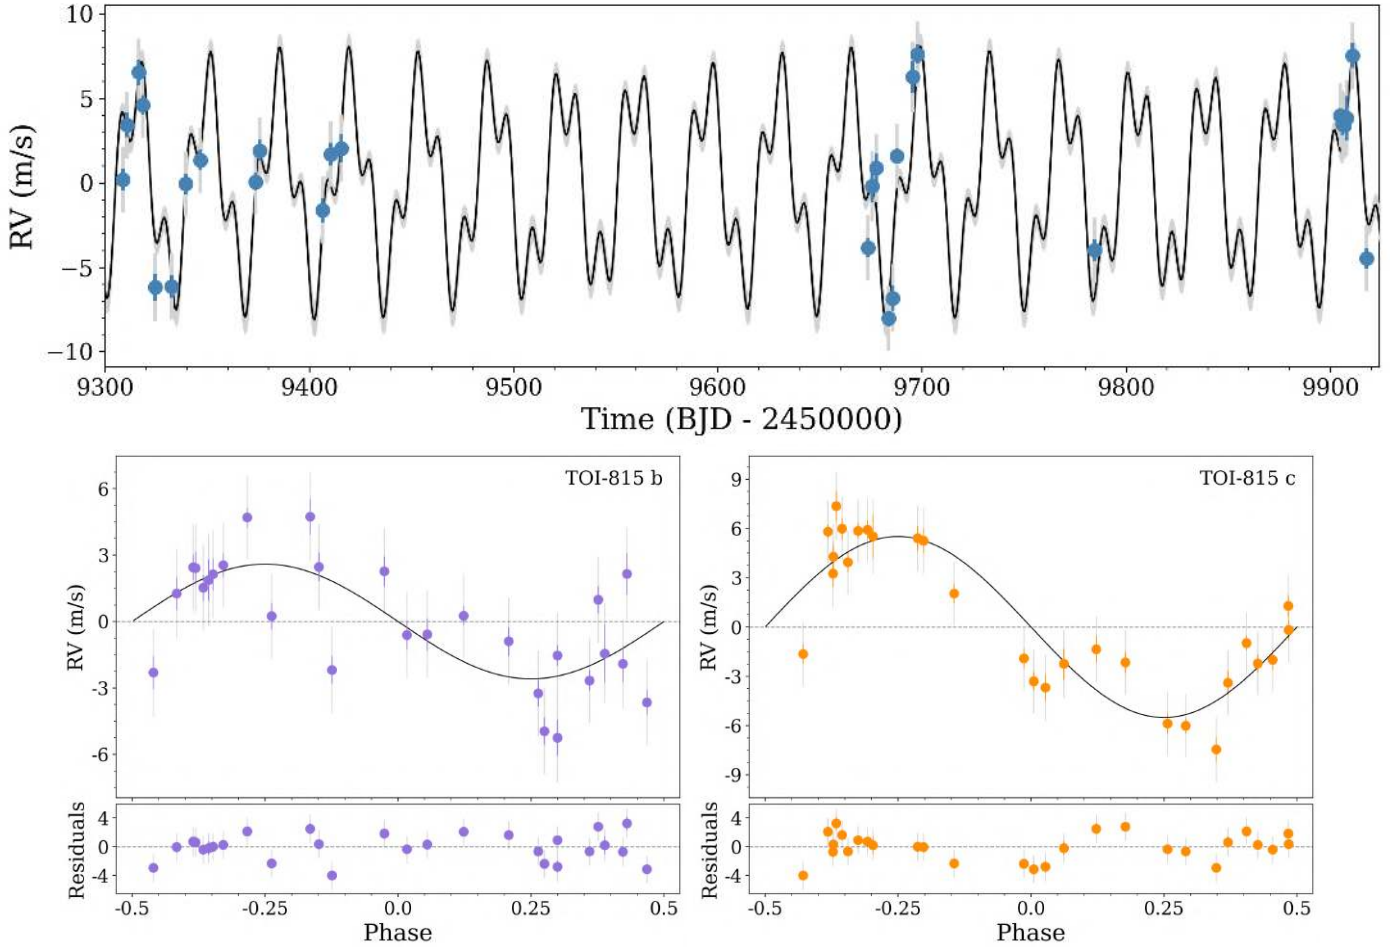 10
5
0
−5
−10
RV (m/s)
9300 9400 9500 9600 9700 9800 9900
Time (BJD - 2450000)
TOI-815 b
6
3
0
-3
-6
RV (m/s)
4
0
-4
Residuals
-0.5 -0.25 0.0 0.25 0.5
Phase
TOI-815 c
9
6
3
0
-3
-6
-9
RV (m/s)
4
0
-4
Residuals
-0.5 -0.25 0.0 0.25 0.5
Phase